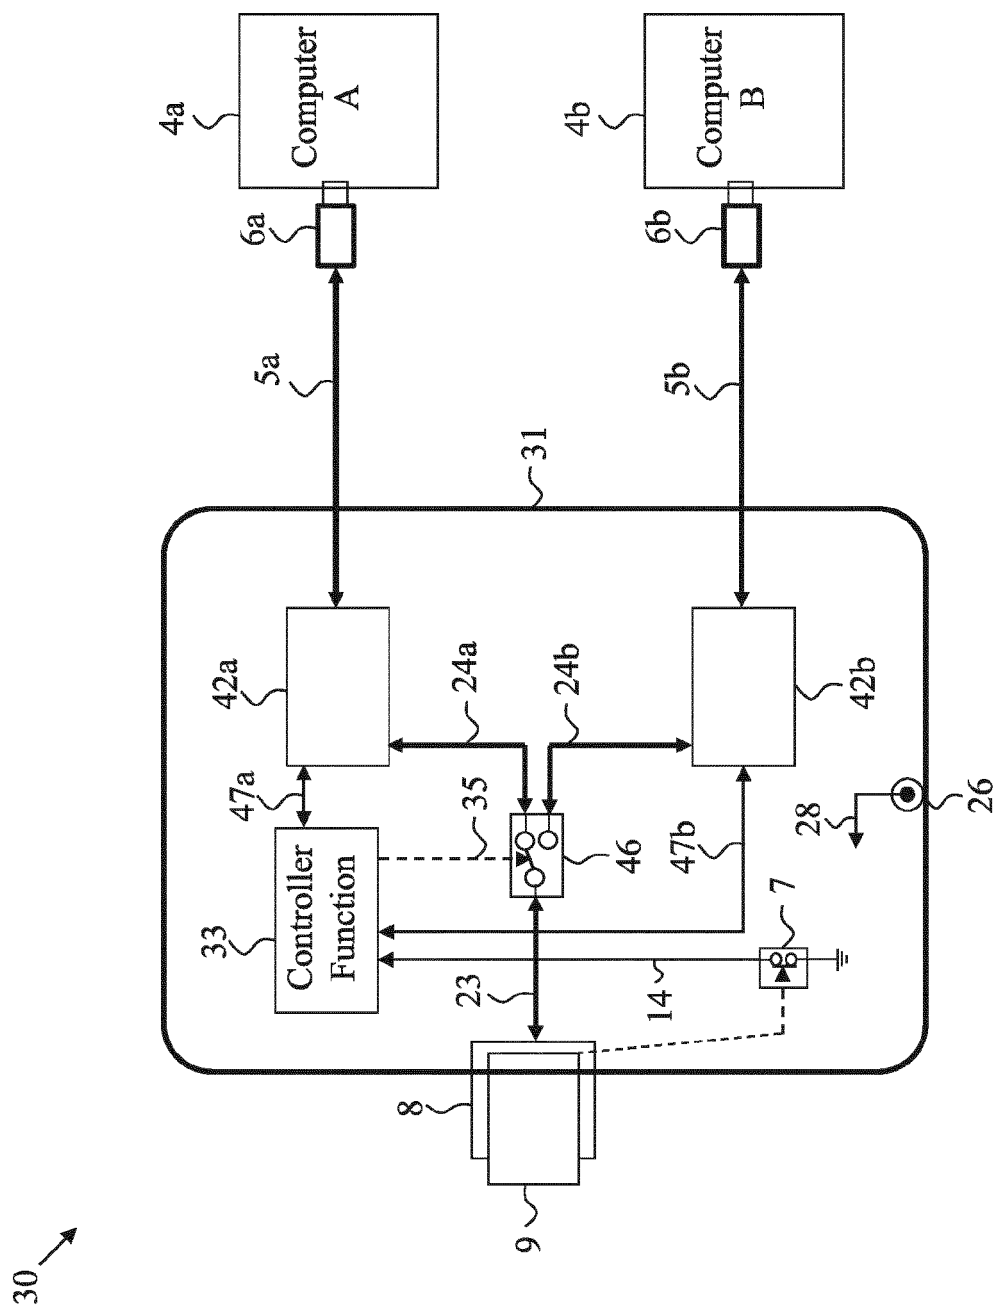 30
4a
Computer
A
6a
5a
4b
Computer
B
6b
5b
31
42a
47a
24a
24b
42b
35
46
47b
33
Controller
Function
23
14
7
28
26
8
9